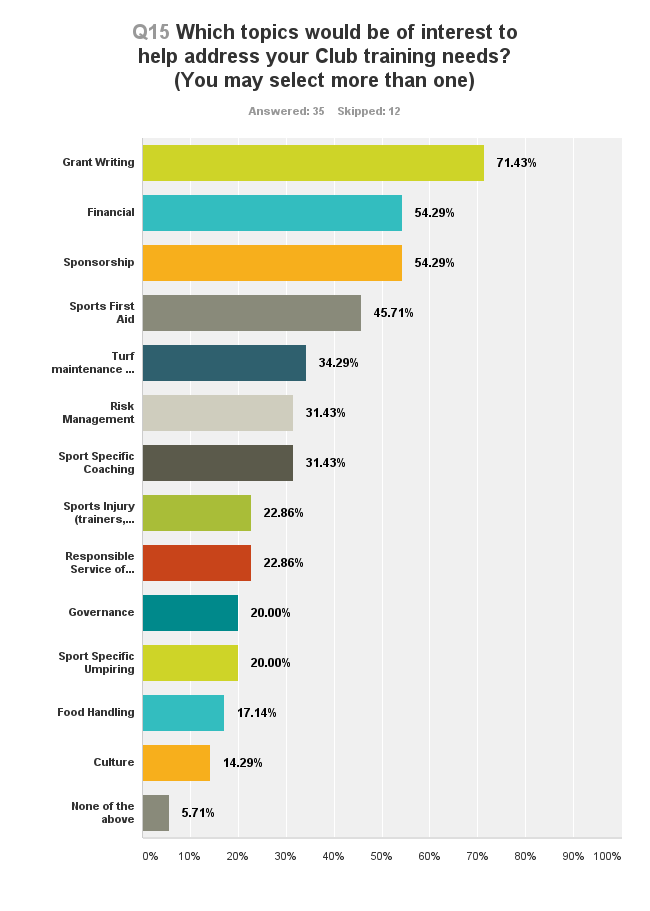 Q15 Which topics would be of interest to
help address your Club training needs?
(You may select more than one)
Answered: 35 Skipped: 12
Grant Writing 71.43%
Financial 54.29%
Sponsorship 54.29%
Sports First
Aid 45.71%
Turf
maintenance ... 34.29%
Risk
Management 31.43%
Sport Specific
Coaching 31.43%
Sports Injury
(trainers,... 22.86%
Responsible
Service of... 22.86%
Governance 20.00%
Sport Specific
Umpiring 20.00%
Food Handling 17.14%
Culture 14.29%
None of the
above 5.71%
0% 10% 20% 30% 40% 50% 60% 70% 80% 90% 100%